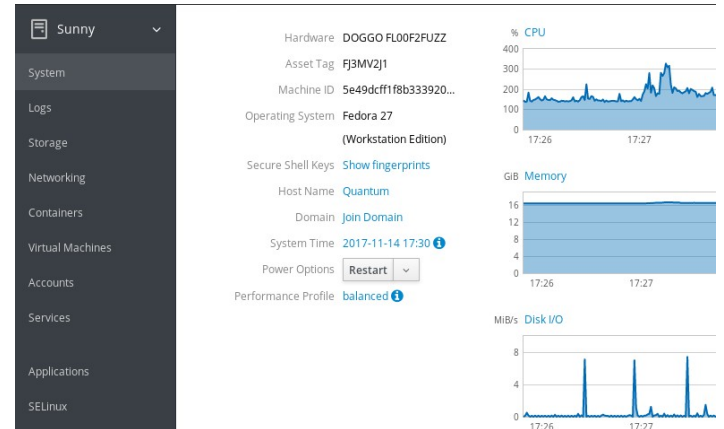 Sunny
System
Logs
Storage
Networking
Containers
Virtual Machines
Accounts
Services
Applications
SELinux
Hardware DOGGO FL00F2FUZZ
Asset Tag FJ3MV2J1
Machine ID 5e49dcff1f8b333920...
Operating System Fedora 27
(Workstation Edition)
Secure Shell Keys Show fingerprints
Host Name Quantum
Domain Join Domain
System Time 2017-11-14 17:30
Power Options Restart
Performance Profile balanced
% CPU
400
300
200
100
0
17:26 17:27
GiB Memory
16
12
8
4
0
17:26 17:27
MiB/s Disk I/O
8
4
0
17:26 17:27